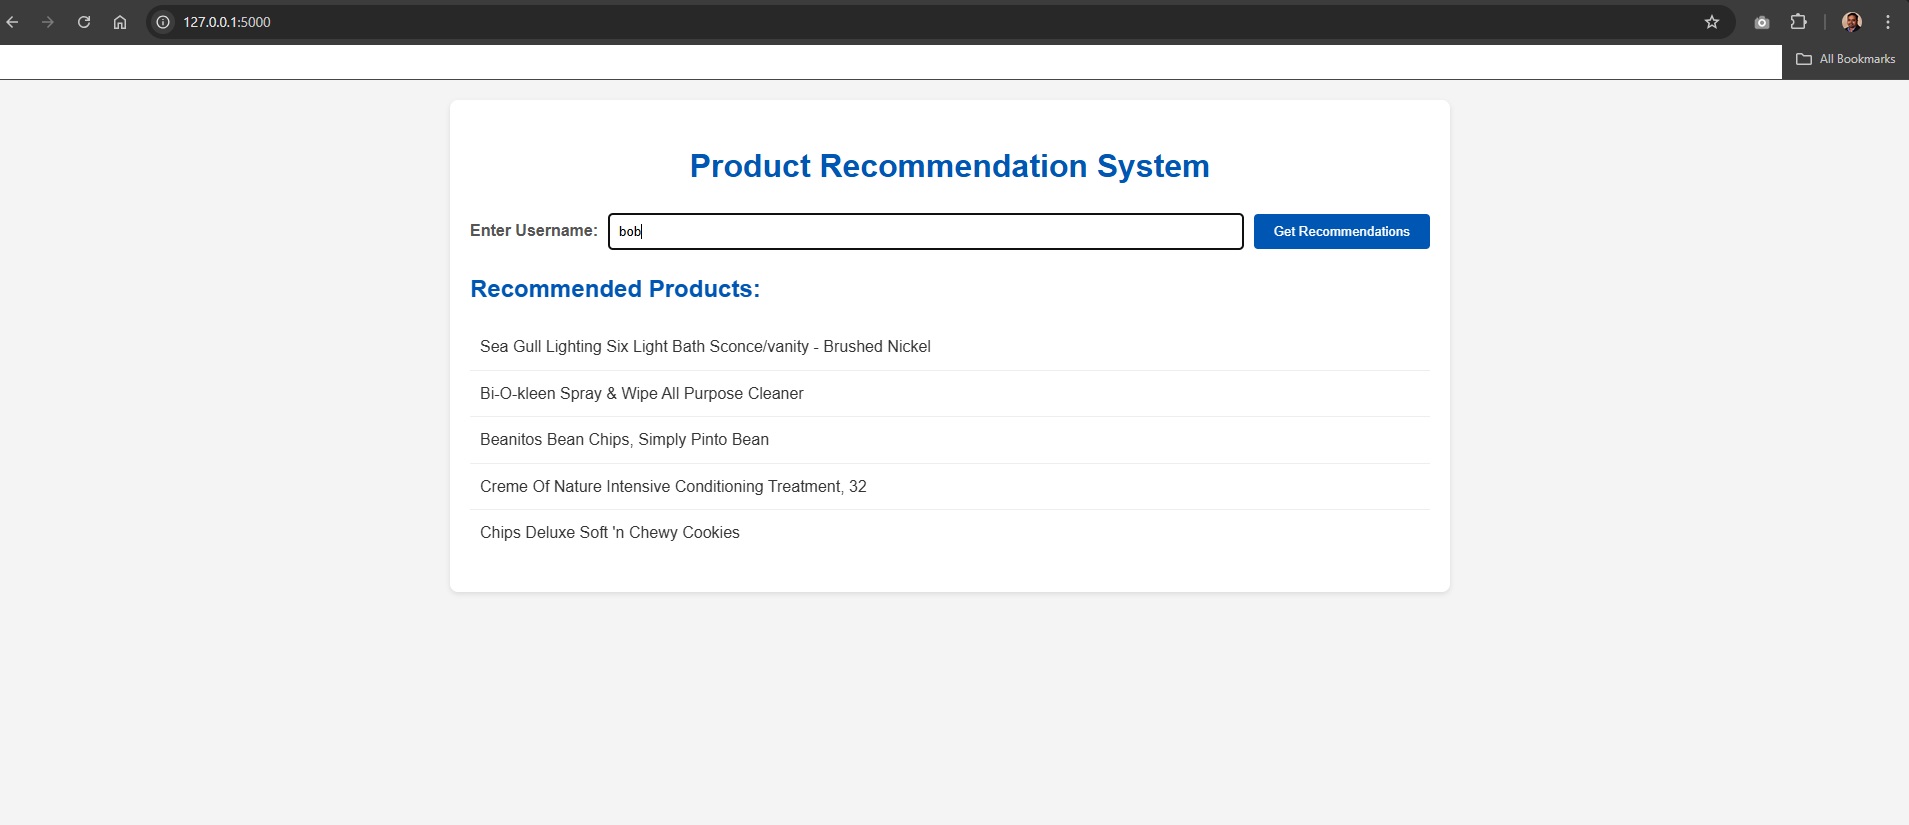 127.0.0.1:5000
All Bookmarks
Product Recommendation System
Enter Username: bob Get Recommendations
Recommended Products:
Sea Gull Lighting Six Light Bath Sconce/vanity - Brushed Nickel
Bi-O-kleen Spray & Wipe All Purpose Cleaner
Beanitos Bean Chips, Simply Pinto Bean
Creme Of Nature Intensive Conditioning Treatment, 32
Chips Deluxe Soft 'n Chewy Cookies